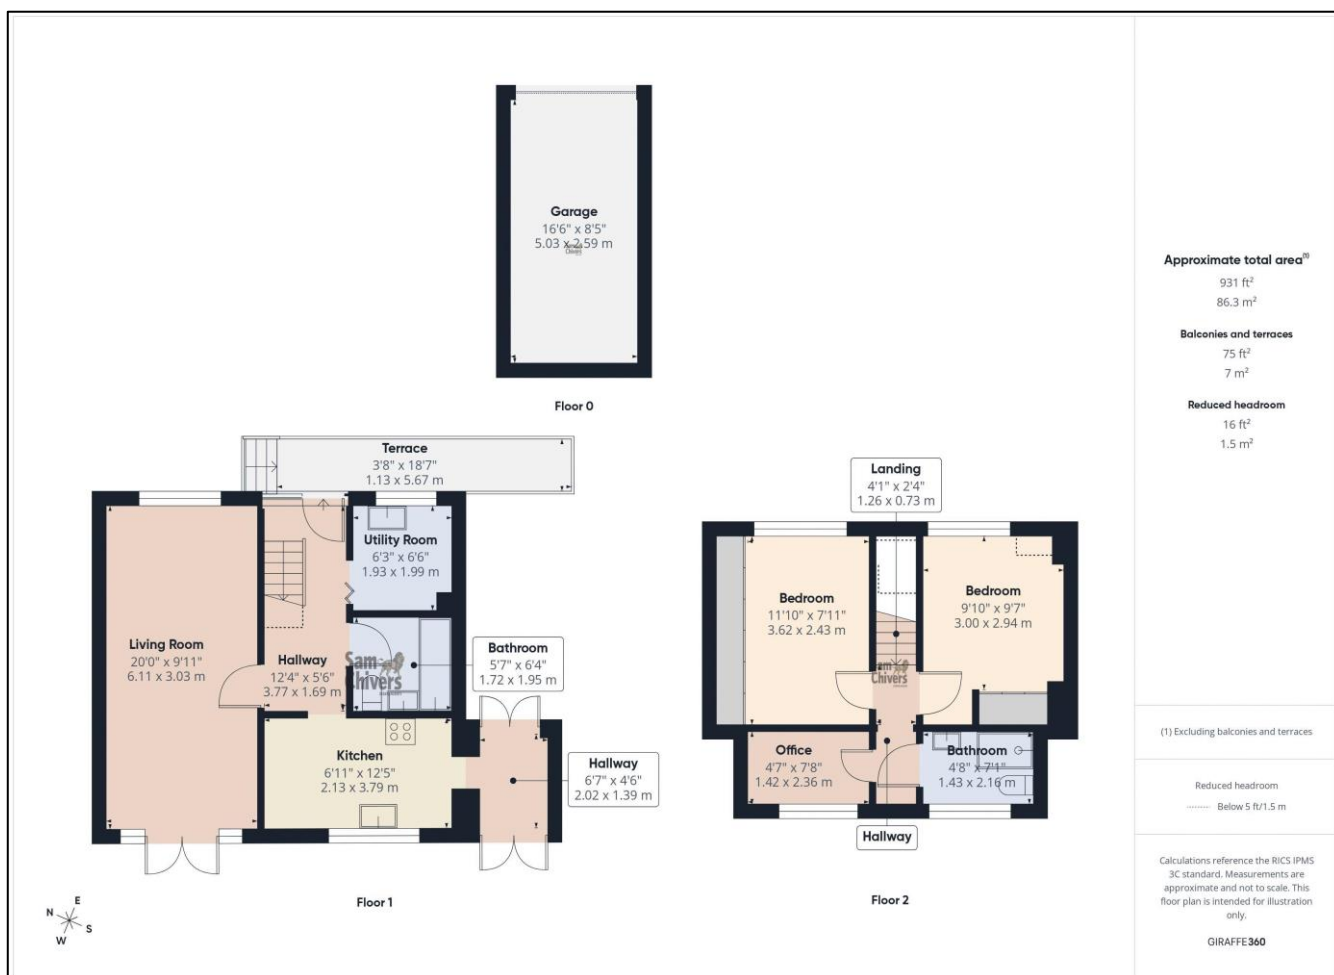 Garage
16'6" x 8'5"
5.03 x 2.59 m
Chivers
Floor 0
Terrace
3'8" x 18'7"
1.13 x 5.67 m
Utility Room
6'3" x 6'6"
1.93 x 1.99 m
Living Room
20'0" x 9'11"
6.11 x 3.03 m
Hallway
12'4" x 5'6"
3.77 x 1.69 m
Sam
Chivers
Bathroom
5'7" x 6'4"
1.72 x 1.95 m
Kitchen
6'11" x 12'5"
2.13 x 3.79 m
Hallway
6'7" x 4'6"
2.02 x 1.39 m
Floor 1
N
E
S
W
Landing
4'1" x 2'4"
1.26 x 0.73 m
Bedroom
11'10" x 7'11"
3.62 x 2.43 m
Bedroom
9'10" x 9'7"
3.00 x 2.94 m
Sam
Chivers
Office
4'7" x 7'8"
1.42 x 2.36 m
Bathroom
4'8" x 7'1"
1.43 x 2.16 m
Hallway
Floor 2
Approximate total area(1)
931 ft²
86.3 m²
Balconies and terraces
75 ft²
7 m²
Reduced headroom
16 ft²
1.5 m²
(1) Excluding balconies and terraces
Reduced headroom
Below 5 ft/1.5 m
Calculations reference the RICS IPMS
3C standard. Measurements are
approximate and not to scale. This
floor plan is intended for illustration
only.
GIRAFFE360